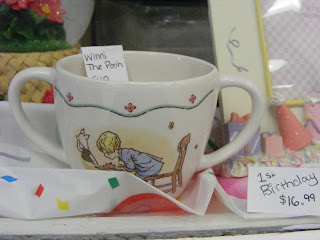 Winni
The Pooh
1st
Birthday
$16.99